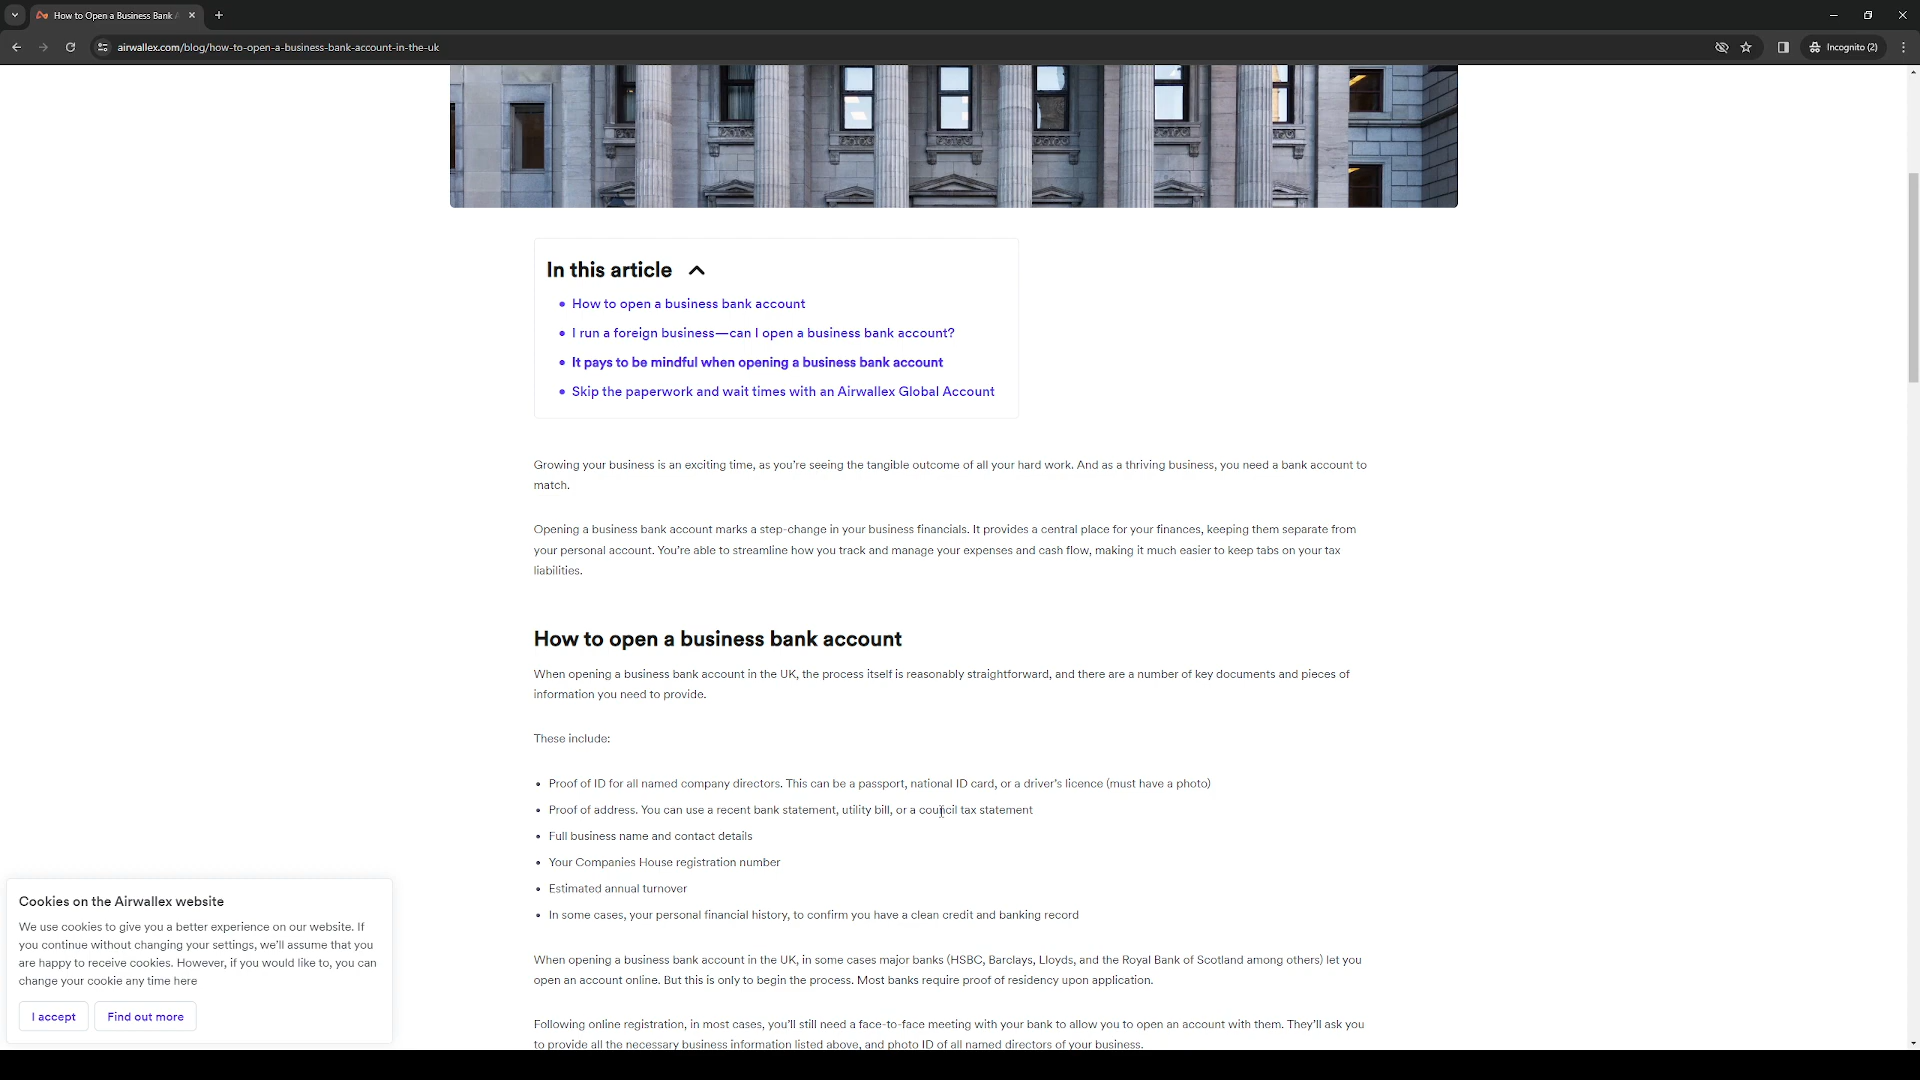 How to Open a Business Bank A
airwallex.com/blog/how-to-open-a-business-bank-account-in-the-uk
Incognito (2)
In this article
• How to open a business bank account
• I run a foreign business—can I open a business bank account?
• It pays to be mindful when opening a business bank account
• Skip the paperwork and wait times with an Airwallex Global Account
Growing your business is an exciting time, as you're seeing the tangible outcome of all your hard work. And as a thriving business, you need a bank account to
match.
Opening a business bank account marks a step-change in your business financials. It provides a central place for your finances, keeping them separate from
your personal account. You're able to streamline how you track and manage your expenses and cash flow, making it much easier to keep tabs on your tax
liabilities.
How to open a business bank account
When opening a business bank account in the UK, the process itself is reasonably straightforward, and there are a number of key documents and pieces of
information you need to provide.
These include:
• Proof of ID for all named company directors. This can be a passport, national ID card, or a driver's licence (must have a photo)
• Proof of address. You can use a recent bank statement, utility bill, or a council tax statement
• Full business name and contact details
• Your Companies House registration number
• Estimated annual turnover
• In some cases, your personal financial history, to confirm you have a clean credit and banking record
When opening a business bank account in the UK, in some cases major banks (HSBC, Barclays, Lloyds, and the Royal Bank of Scotland among others) let you
open an account online. But this is only to begin the process. Most banks require proof of residency upon application.
Following online registration, in most cases, you'll still need a face-to-face meeting with your bank to allow you to open an account with them. They'll ask you
to provide all the necessary business information listed above, and photo ID of all named directors of your business.
Cookies on the Airwallex website
We use cookies to give you a better experience on our website. If
you continue without changing your settings, we'll assume that you
are happy to receive cookies. However, if you would like to, you can
change your cookie any time here
I accept
Find out more